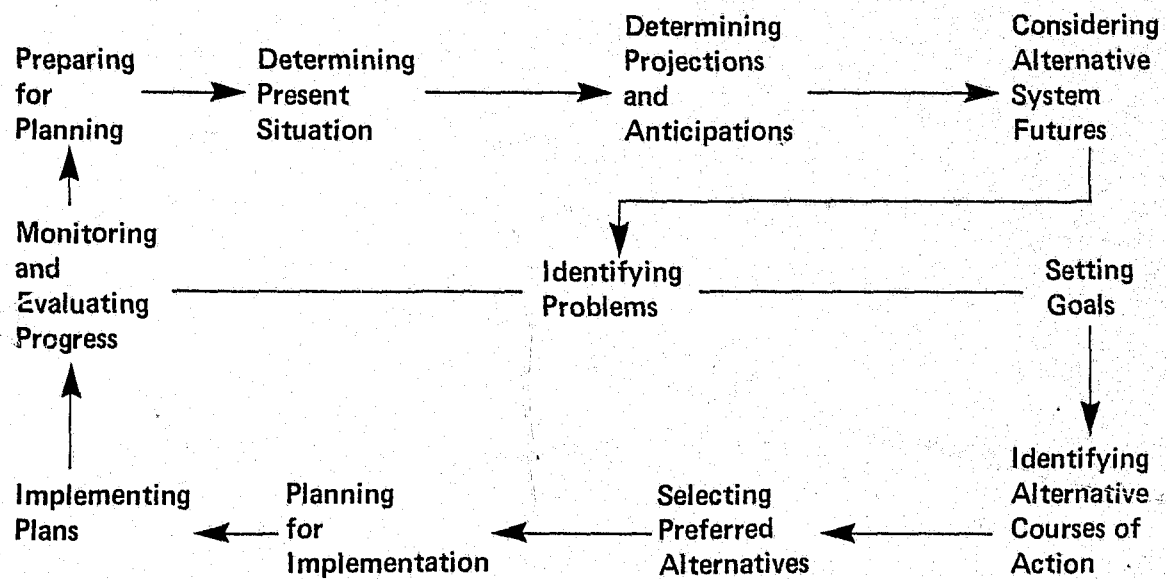 Preparing
for
Planning
Determining
Present
Situation
Determining
Projections
and
Anticipations
Considering
Alternative
System
Futures
Monitoring
and
Evaluating
Progress
Identifying
Problems
Setting
Goals
Implementing
Plans
Planning
for
Implementation
Selecting
Preferred
Alternatives
Identifying
Alternative
Courses of
Action